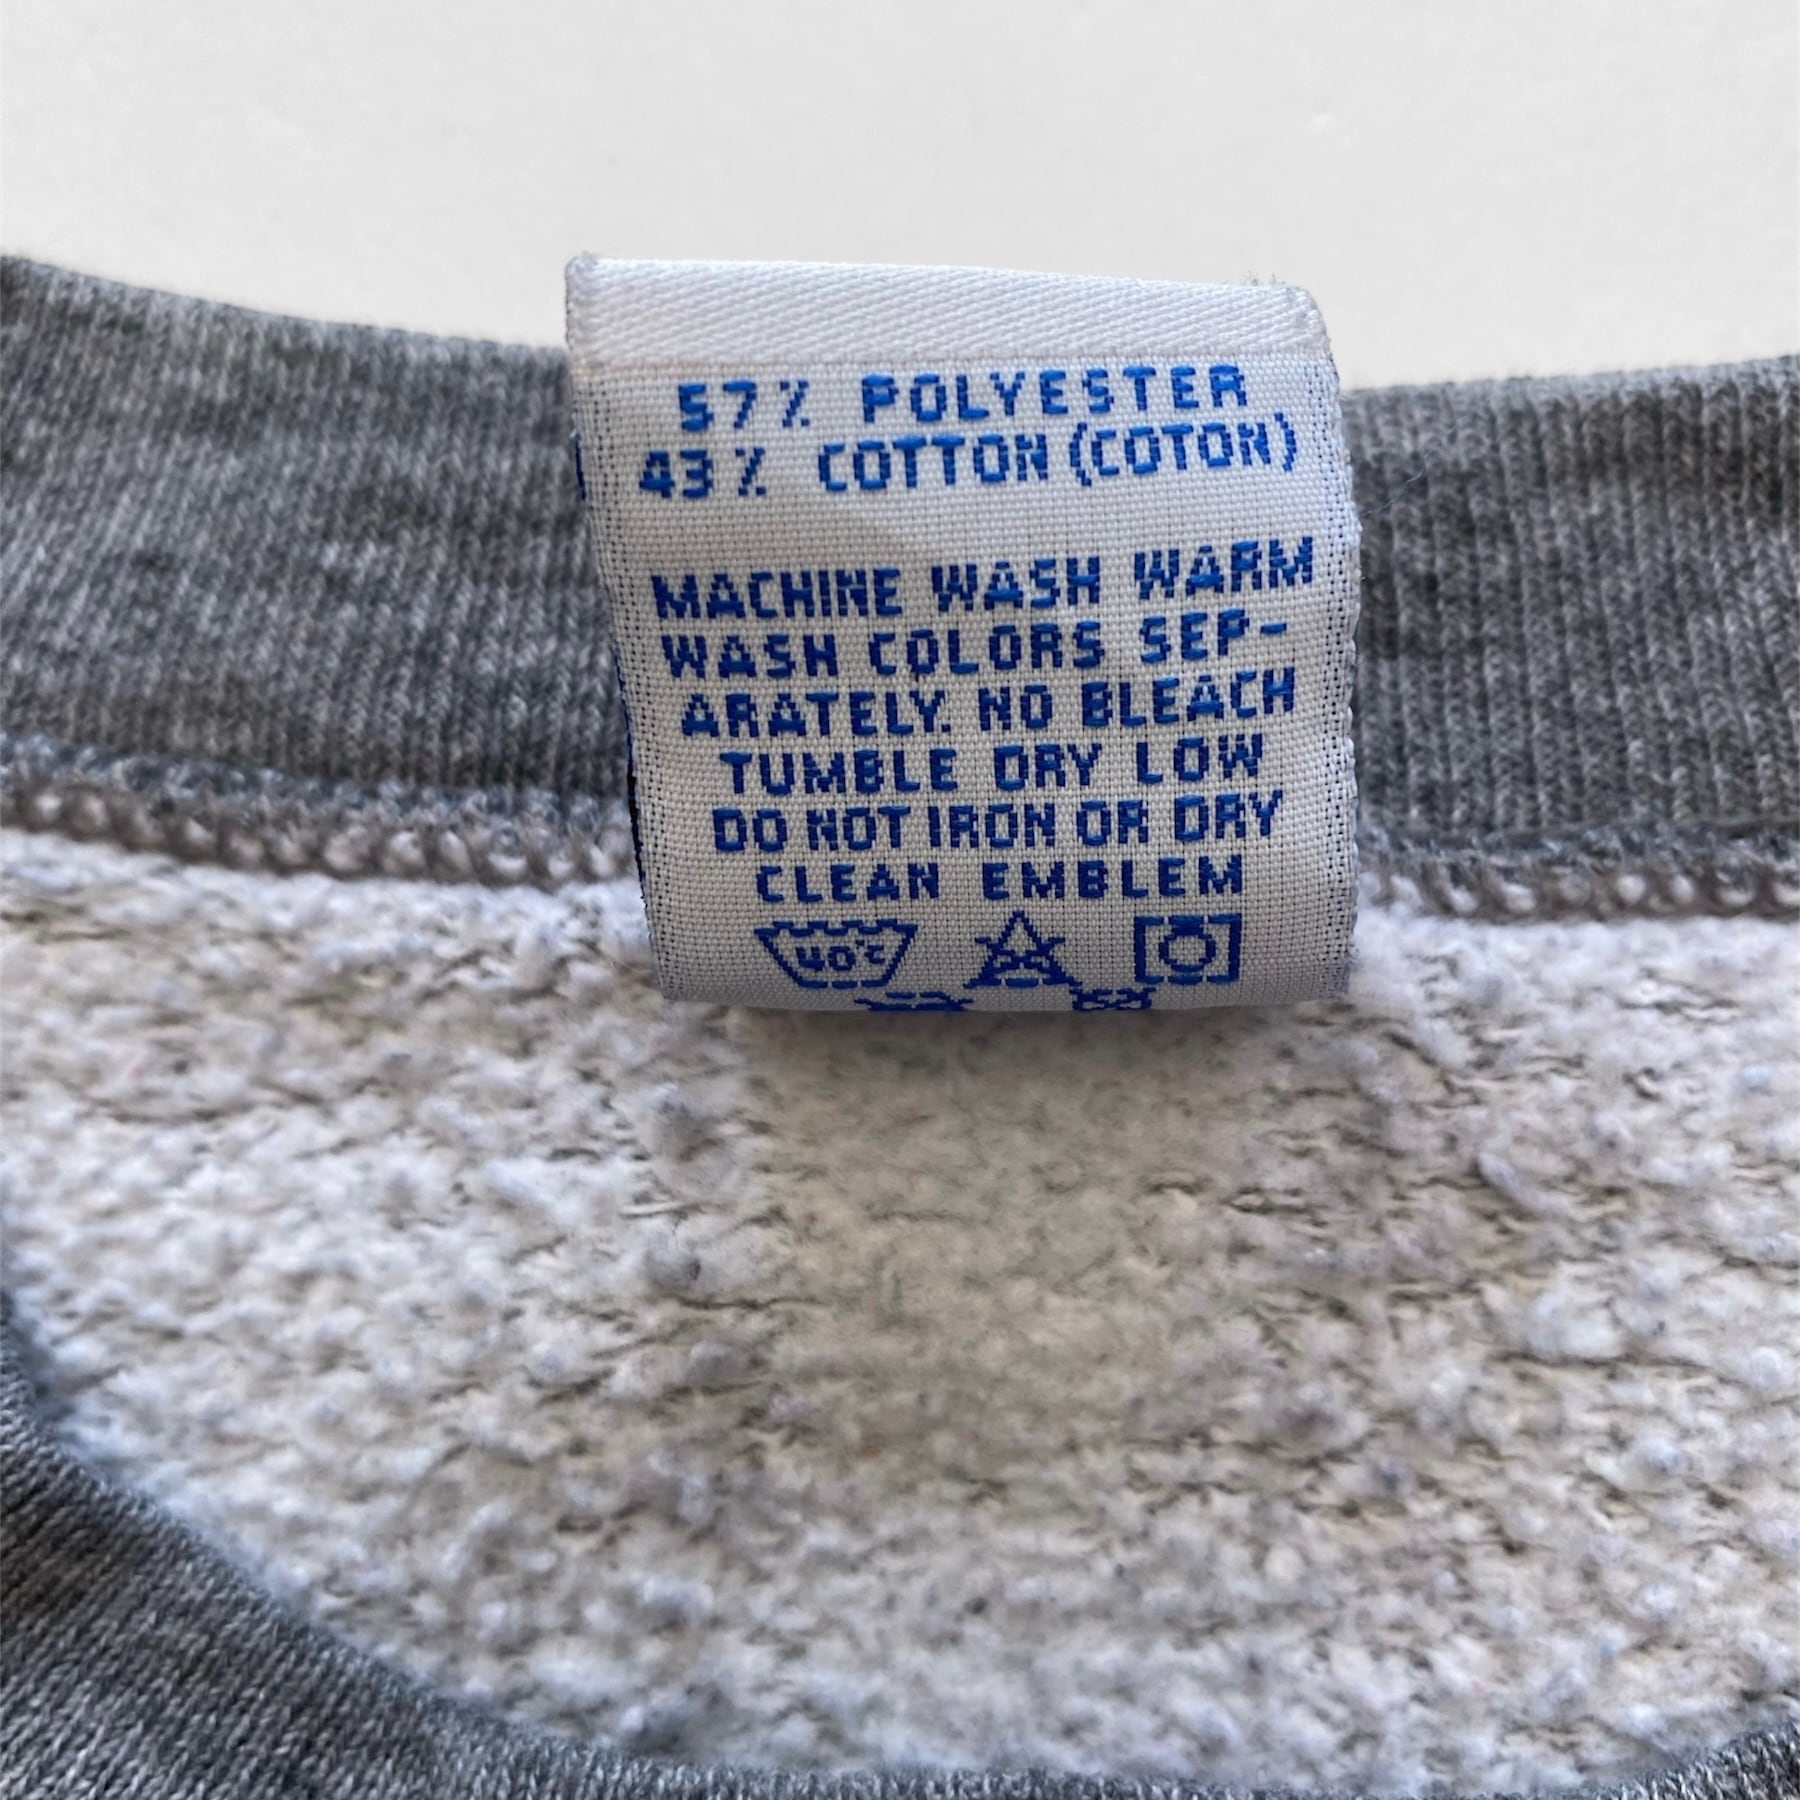 57% POLYESTER
43% COTTON (COTON)
MACHINE WASH WARM
WASH COLORS SEP-
ARATELY. NO BLEACH
TUMBLE DRY LOW
DO NOT IRON OR DRY
CLEAN EMBLEM
40°C